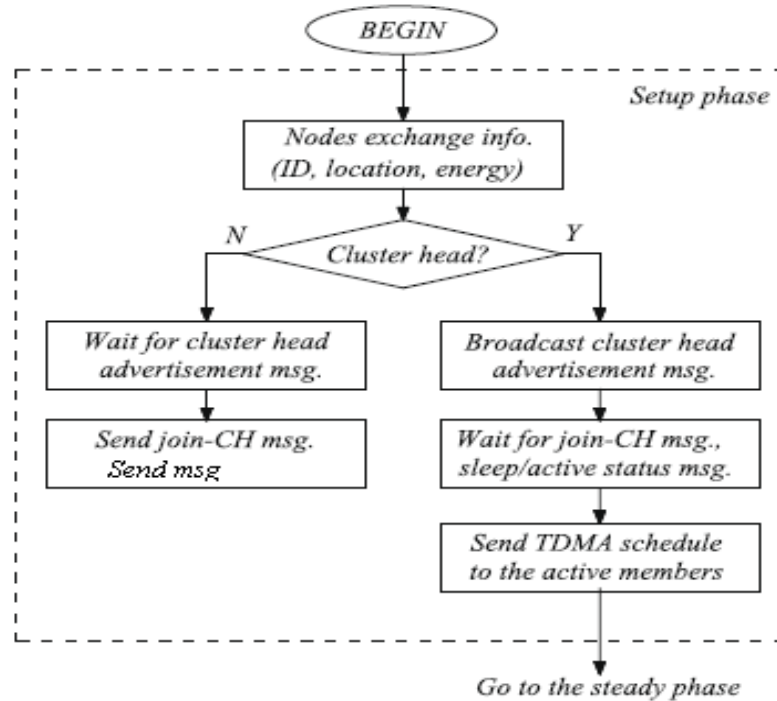 BEGIN
Setup phase
Nodes exchange info.
(ID, location, energy)
Cluster head?
N
Y
Wait for cluster head
advertisement msg.
Send join-CH msg.
Send msg
Broadcast cluster head
advertisement msg.
Wait for join-CH msg.,
sleep/active status msg.
Send TDMA schedule
to the active members
Go to the steady phase